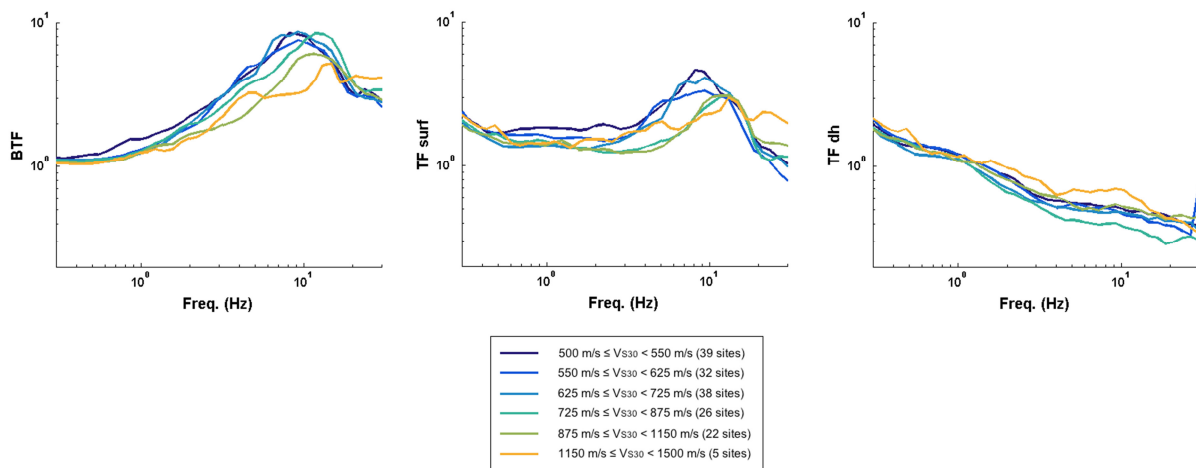 10¹
BTF
10⁰
10⁰
10¹
Freq. (Hz)
10¹
TF surf
10⁰
10⁰
10¹
Freq. (Hz)
10¹
TF dh
10⁰
10⁰
10¹
Freq. (Hz)
500 m/s ≤ VS30 < 550 m/s (39 sites)
550 m/s ≤ VS30 < 625 m/s (32 sites)
625 m/s ≤ VS30 < 725 m/s (38 sites)
725 m/s ≤ VS30 < 875 m/s (26 sites)
875 m/s ≤ VS30 < 1150 m/s (22 sites)
1150 m/s ≤ VS30 < 1500 m/s (5 sites)